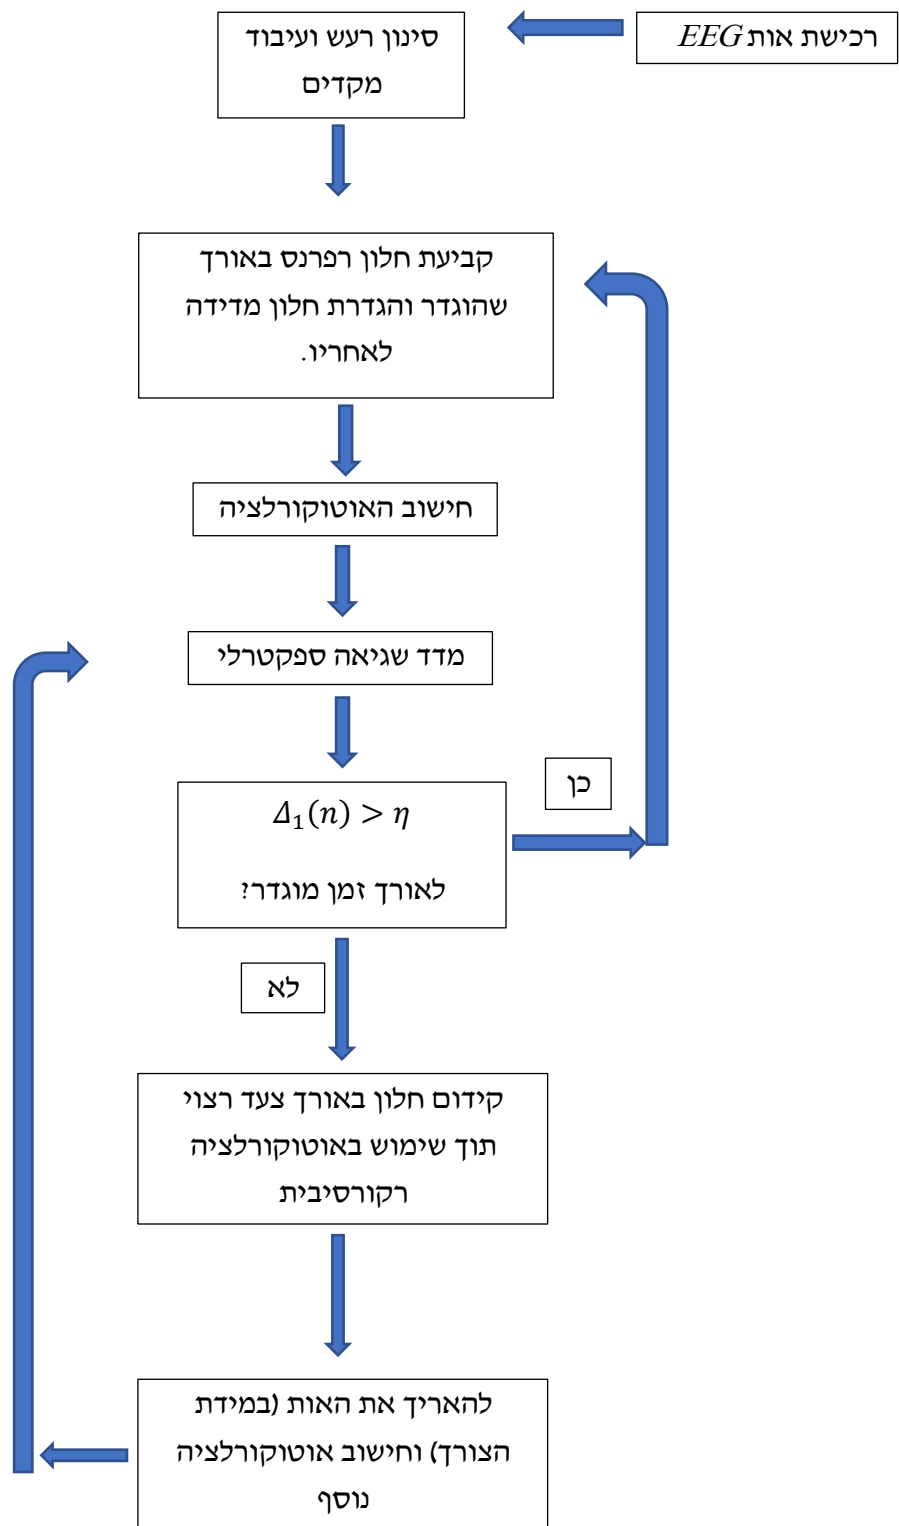 רכישת אות EEG
סינון רעש ועיבוד
מקדים
קביעת חלון רפרנס באורך
שהוגדר והגדרת חלון מדידה
לאחריו.
חישוב האוטוקורלציה
מדד שגיאה ספקטרלי
כן
Δ₁(n) > η
לאורך זמן מוגדר?
לא
קידום חלון באורך צעד רצוי
תוך שימוש באוטוקורלציה
רקורסיבית
להאריך את האות (במידת
הצורך) וחישוב אוטוקורלציה
נוסף